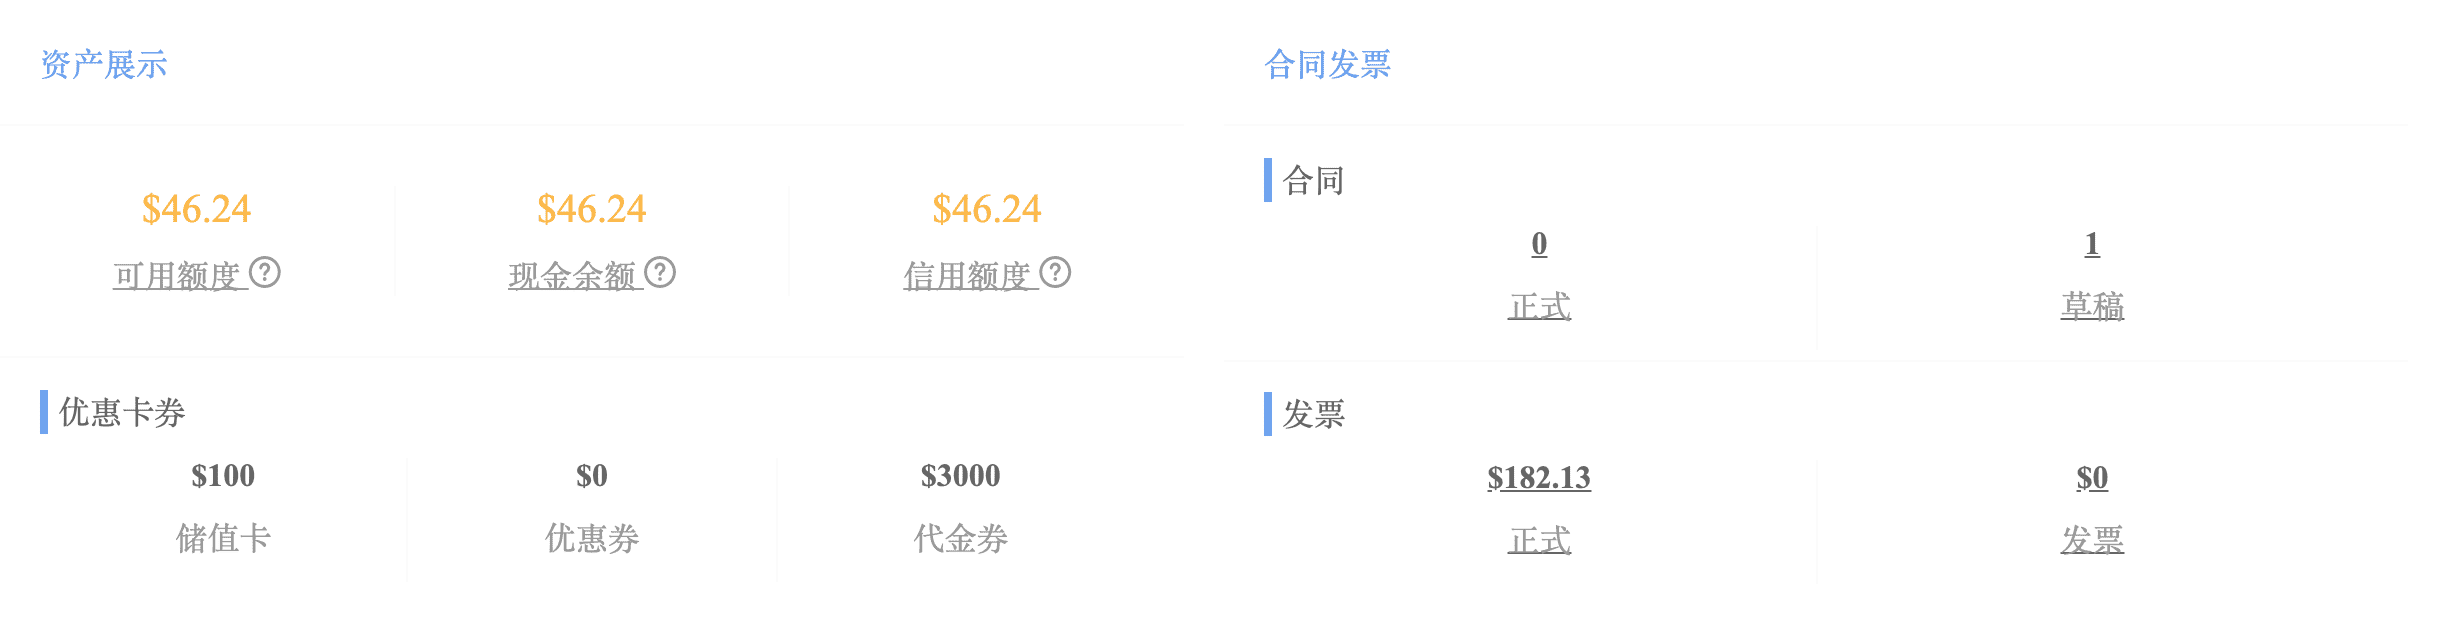 资产展示
$46.24 $46.24 $46.24
可用额度 ? 现金余额 ? 信用额度 ?
优惠卡券
$100 $0 $3000
储值卡 优惠券 代金券
合同发票
合同
0 1
正式 草稿
发票
$182.13 $0
正式 发票